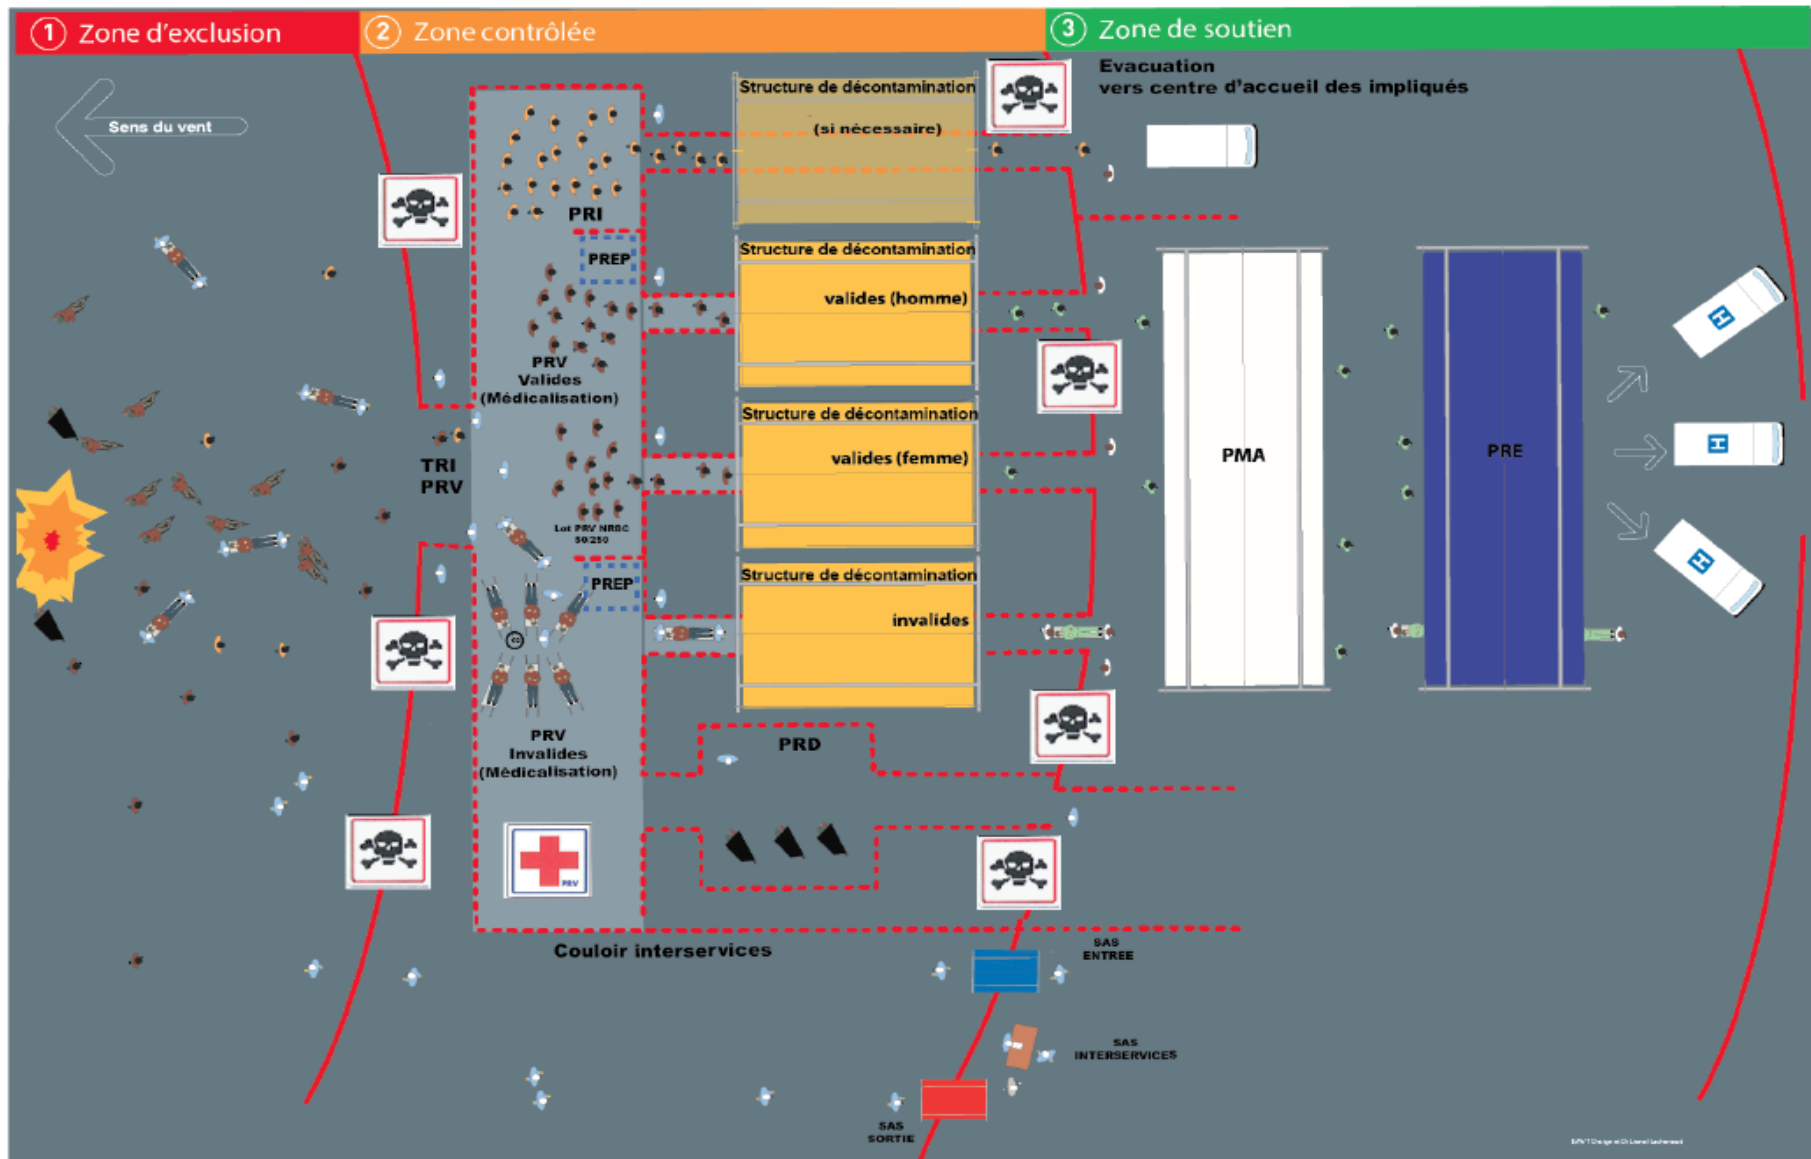 1 Zone d'exclusion
2 Zone contrôlée
3 Zone de soutien
Evacuation
vers centre d'accueil des impliqués
Sens du vent
Structure de décontamination
(si nécessaire)
PRI
PREP
Structure de décontamination
valides (homme)
PRV
Valides
(Médicalisation)
Structure de décontamination
valides (femme)
PMA
PRE
H
H
H
TRI
PRV
Lot PRV NRBC
50/250
PREP
Structure de décontamination
invalides
PRV
Invalides
(Médicalisation)
PRD
PRV
Couloir interservices
SAS
ENTREE
SAS
INTERSERVICES
SAS
SORTIE